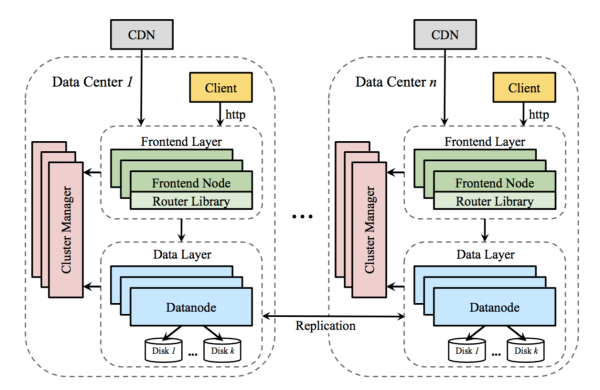 CDN
Data Center 1
Client
http
Frontend Layer
Frontend Node
Router Library
Cluster Manager
Data Layer
Datanode
Disk 1
...
Disk k
...
Replication
CDN
Data Center n
Client
http
Frontend Layer
Frontend Node
Router Library
Cluster Manager
Data Layer
Datanode
Disk 1
...
Disk k